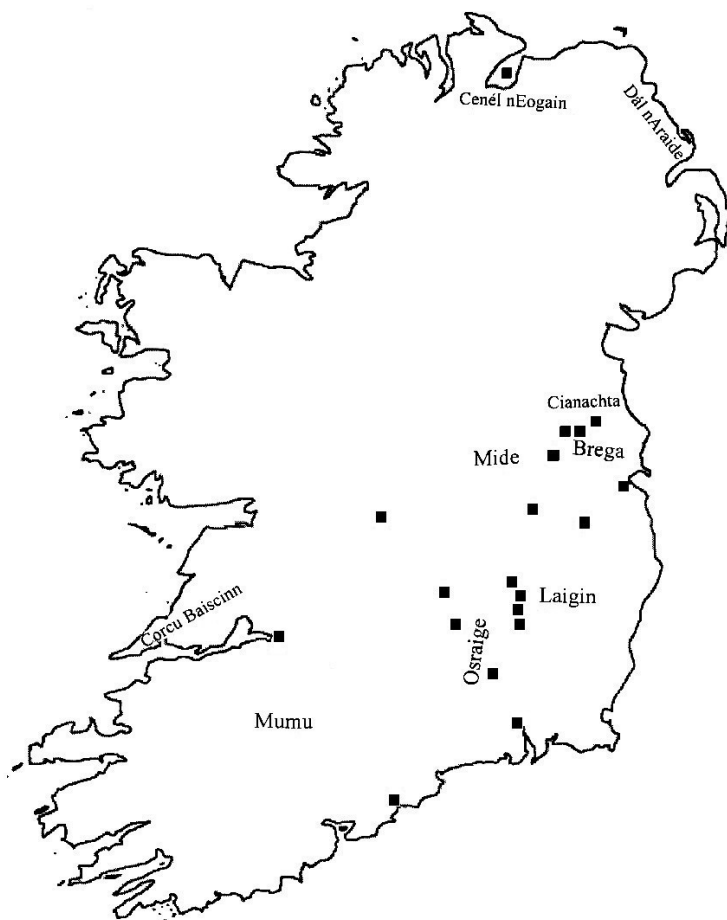 Cenél nEogain
Dál nAraide
Cianachta
Brega
Mide
Laigin
Corcu Baiscinn
Osraige
Mumu